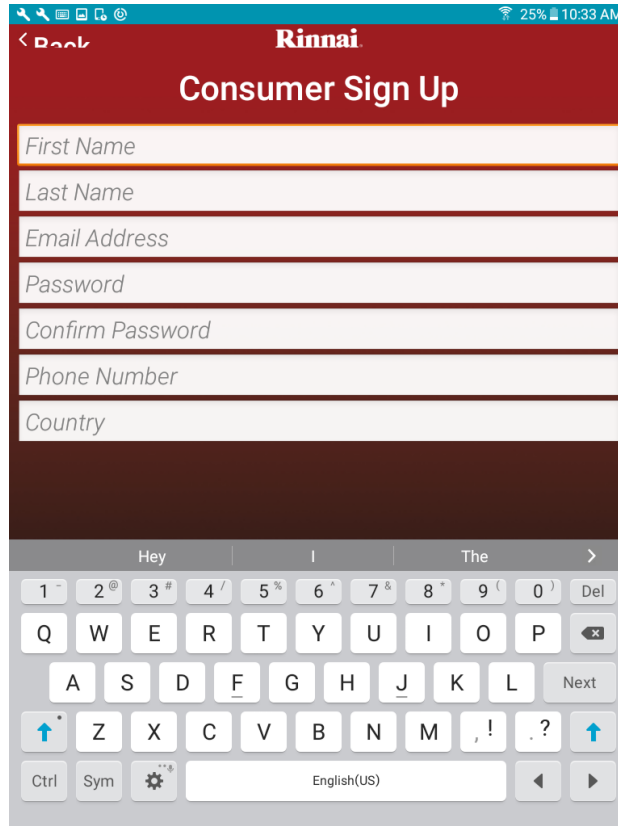 25% 10:33 AM
< Back Rinnai
Consumer Sign Up
First Name
Last Name
Email Address
Password
Confirm Password
Phone Number
Country
Hey I The >
1 - 2 @ 3 # 4 / 5 % 6 ^ 7 & 8 * 9 ( 0 ) Del
Q W E R T Y U I O P
A S D F G H J K L Next
Z X C V B N M , ! . ?
Ctrl Sym English(US)